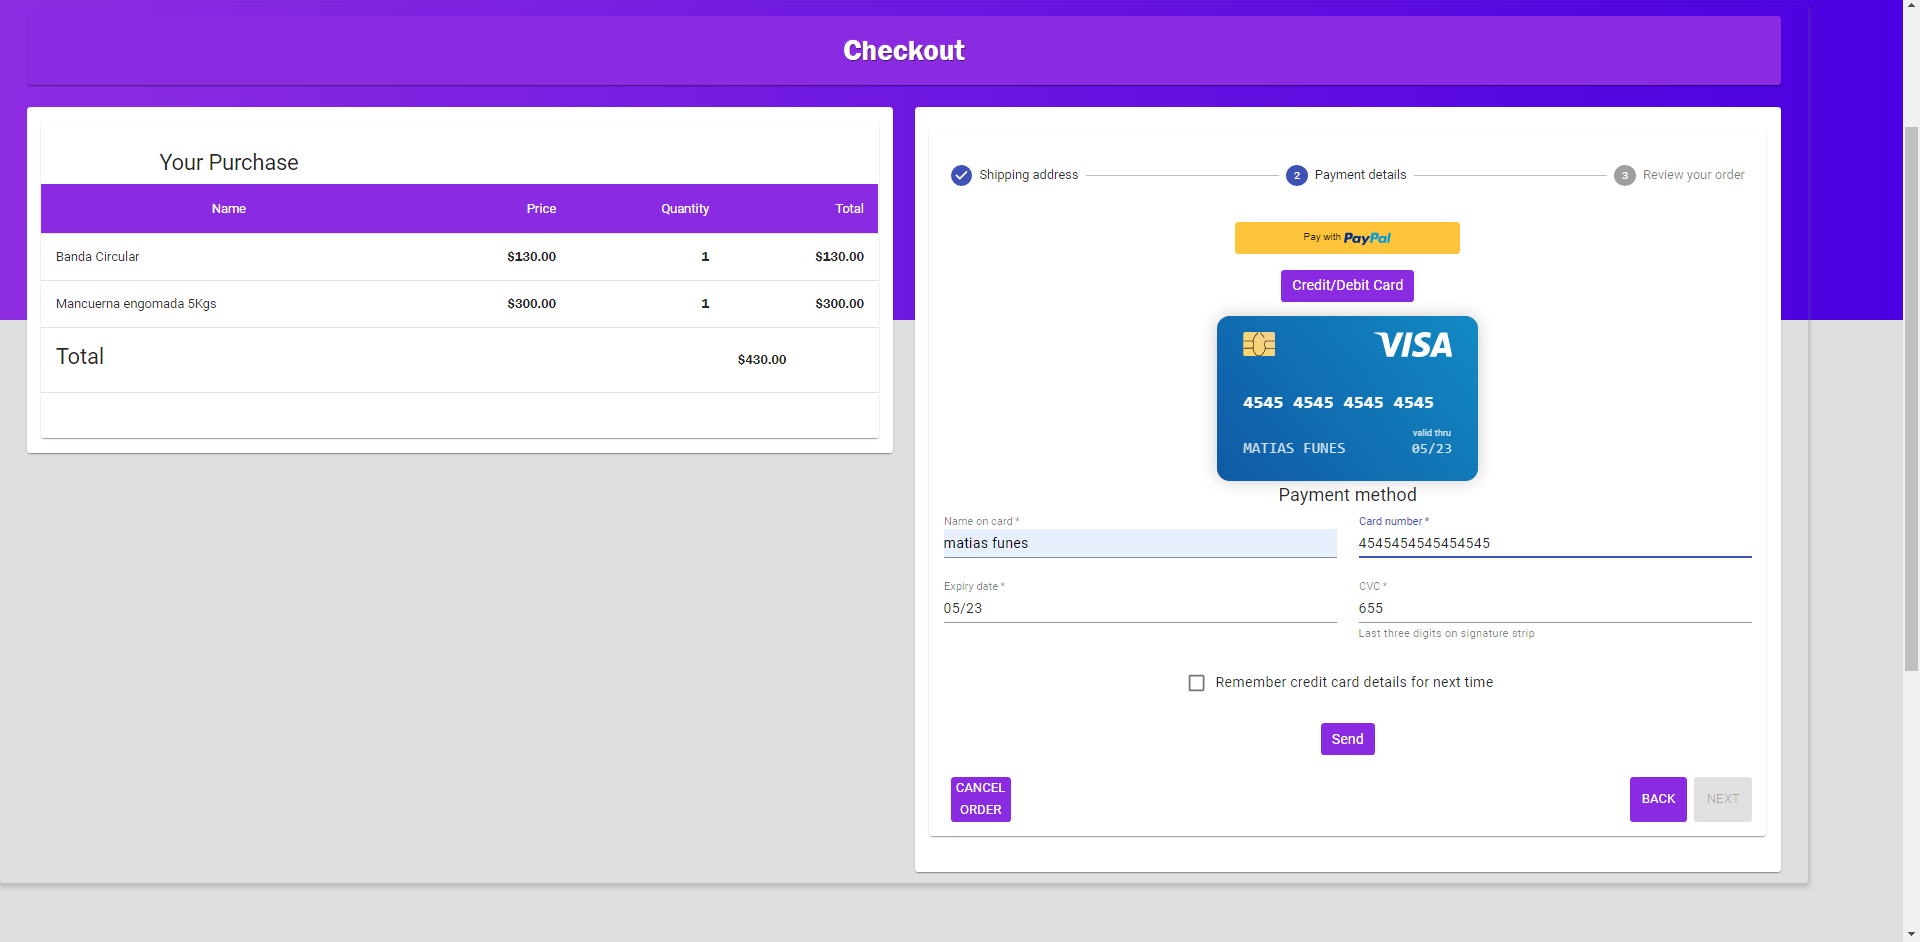 Checkout
Your Purchase
Name Price Quantity Total
Banda Circular $130.00 1 $130.00
Mancuerna engomada 5Kgs $300.00 1 $300.00
Total $430.00
Shipping address 2 Payment details 3 Review your order
Pay with PayPal
Credit/Debit Card
VISA
4545 4545 4545 4545
valid thru
MATIAS FUNES 05/23
Payment method
Name on card * Card number *
matias funes 4545454545454545
Expiry date * CVC *
05/23 655
Last three digits on signature strip
Remember credit card details for next time
Send
CANCEL
ORDER
BACK NEXT